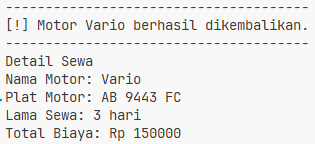 ---------------------------------------
[!] Motor Vario berhasil dikembalikan.
---------------------------------------
Detail Sewa
Nama Motor: Vario
Plat Motor: AB 9443 FC
Lama Sewa: 3 hari
Total Biaya: Rp 150000